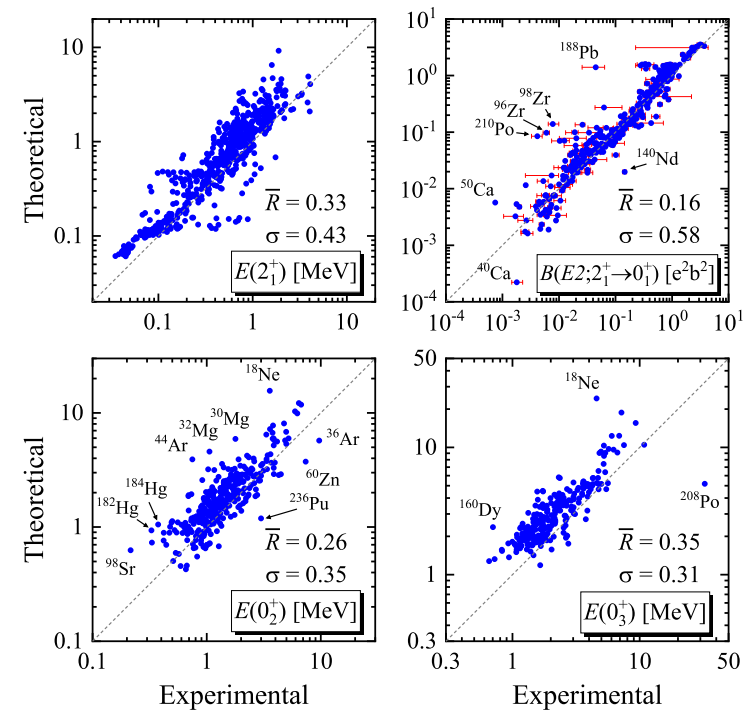 Theoretical
10
1
0.1
0.1
1
10
R̅ = 0.33
σ = 0.43
E(2₁⁺) [MeV]
10¹
10⁰
10⁻¹
10⁻²
10⁻³
10⁻⁴
10⁻⁴
10⁻³
10⁻²
10⁻¹
10⁰
10¹
¹⁸⁸Pb
⁹⁸Zr
⁹⁶Zr
²¹⁰Po
¹⁴⁰Nd
⁵⁰Ca
⁴⁰Ca
R̅ = 0.16
σ = 0.58
B(E2;2₁⁺→0₁⁺) [e²b²]
Theoretical
10
1
0.1
0.1
1
10
¹⁸Ne
³⁰Mg
³²Mg
³⁶Ar
⁴⁴Ar
⁶⁰Zn
¹⁸⁴Hg
¹⁸²Hg
²³⁶Pu
⁹⁸Sr
R̅ = 0.26
σ = 0.35
E(0₂⁺) [MeV]
Experimental
50
10
1
0.3
0.3
1
10
50
¹⁸Ne
²⁰⁸Po
¹⁶⁰Dy
R̅ = 0.35
σ = 0.31
E(0₃⁺) [MeV]
Experimental